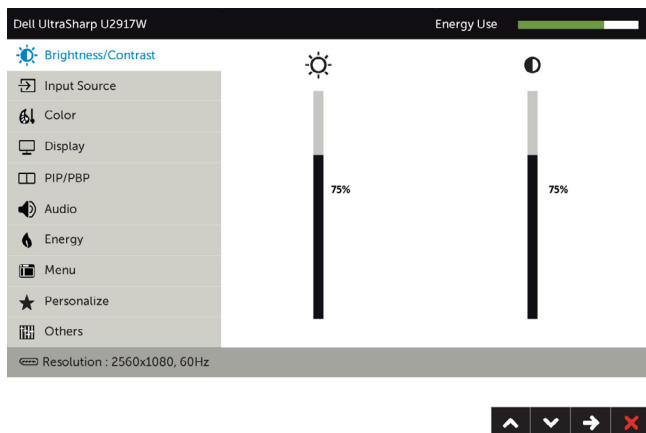 Dell UltraSharp U2917W
Energy Use
Brightness/Contrast
Input Source
Color
Display
PIP/PBP
Audio
Energy
Menu
Personalize
Others
75%
75%
Resolution : 2560x1080, 60Hz